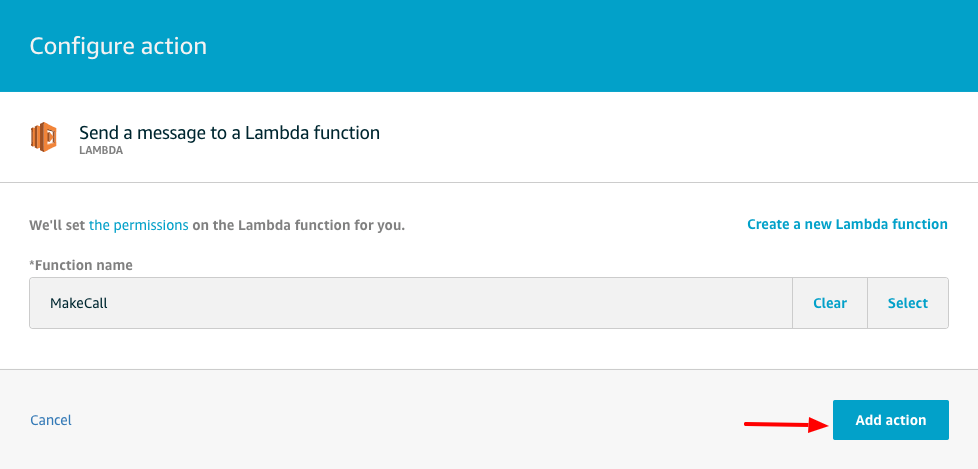 Configure action
Send a message to a Lambda function
LAMBDA
We'll set the permissions on the Lambda function for you. Create a new Lambda function
*Function name
MakeCall Clear Select
Cancel Add action